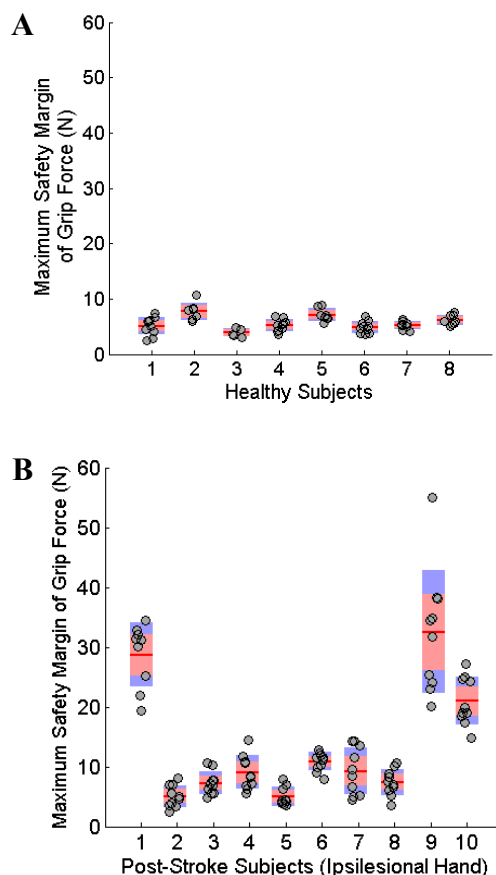 A
Maximum Safety Margin
of Grip Force (N)
60
50
40
30
20
10
0
1 2 3 4 5 6 7 8
Healthy Subjects
B
Maximum Safety Margin of Grip Force (N)
60
50
40
30
20
10
0
1 2 3 4 5 6 7 8 9 10
Post-Stroke Subjects (Ipsilesional Hand)